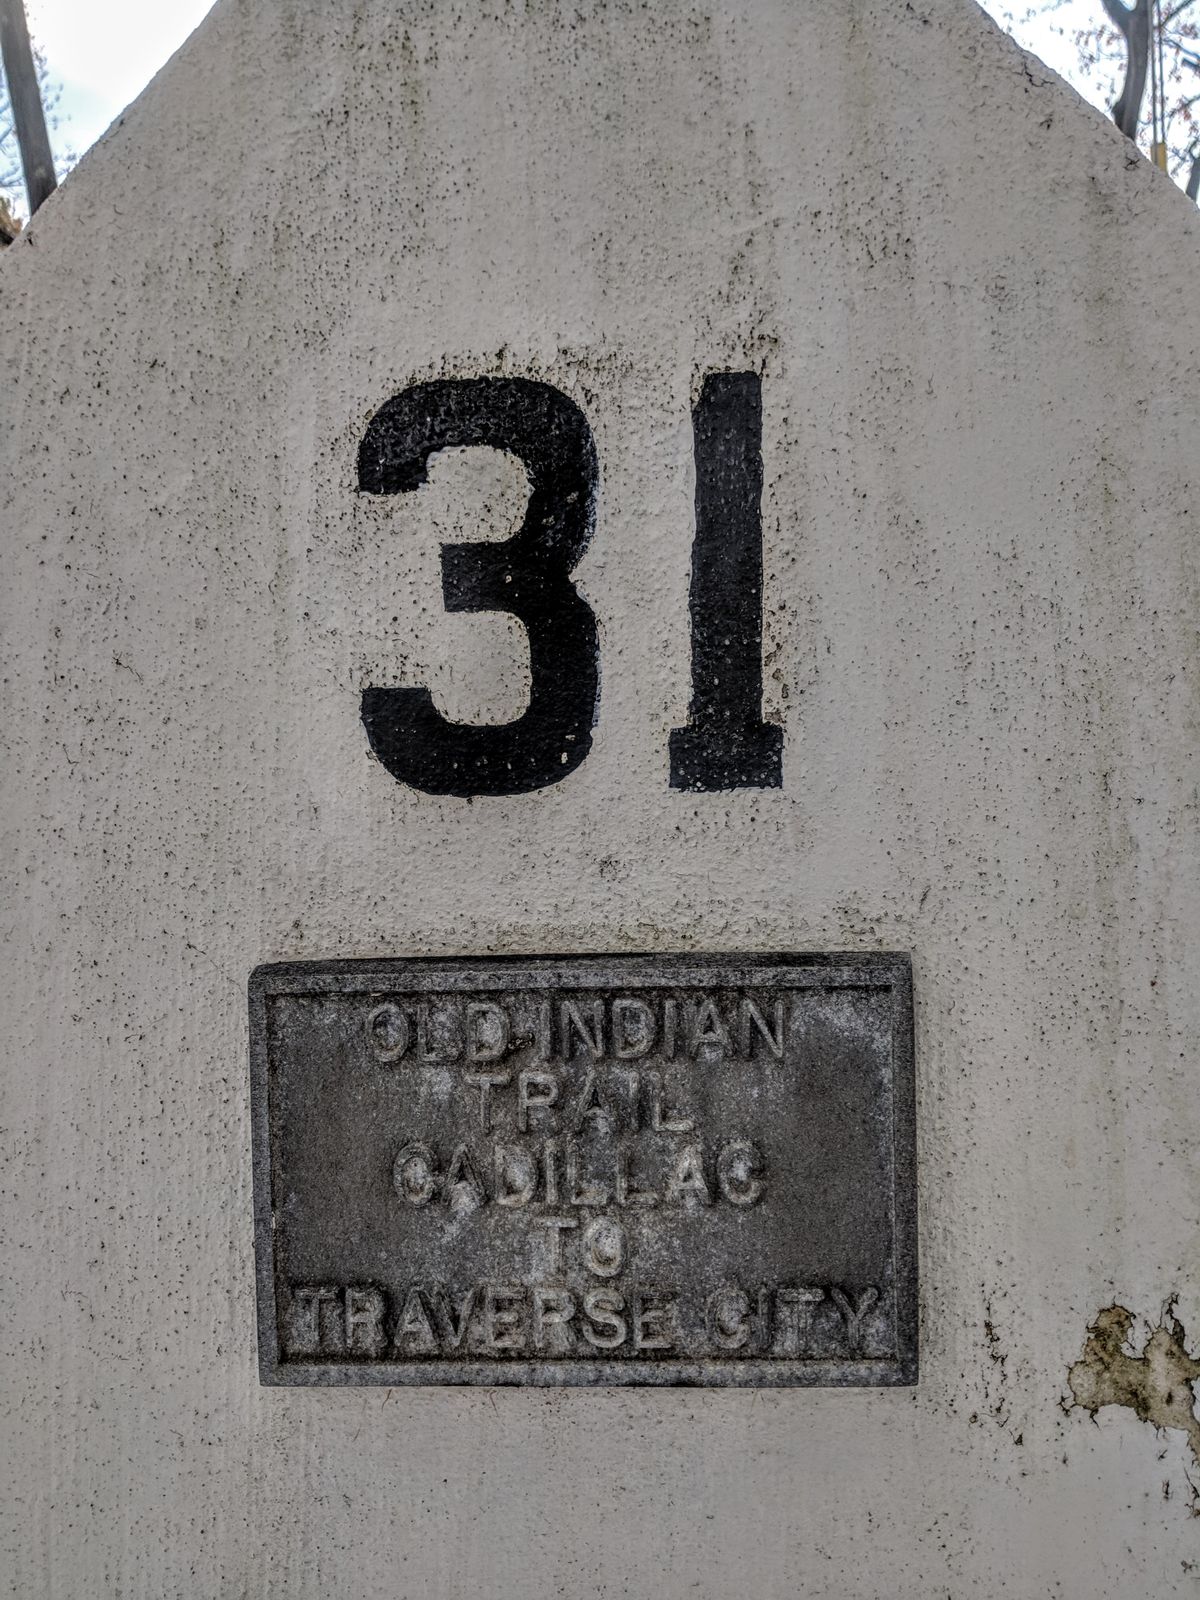 31
OLD INDIAN
TRAIL
CADILLAC
TO
TRAVERSE CITY